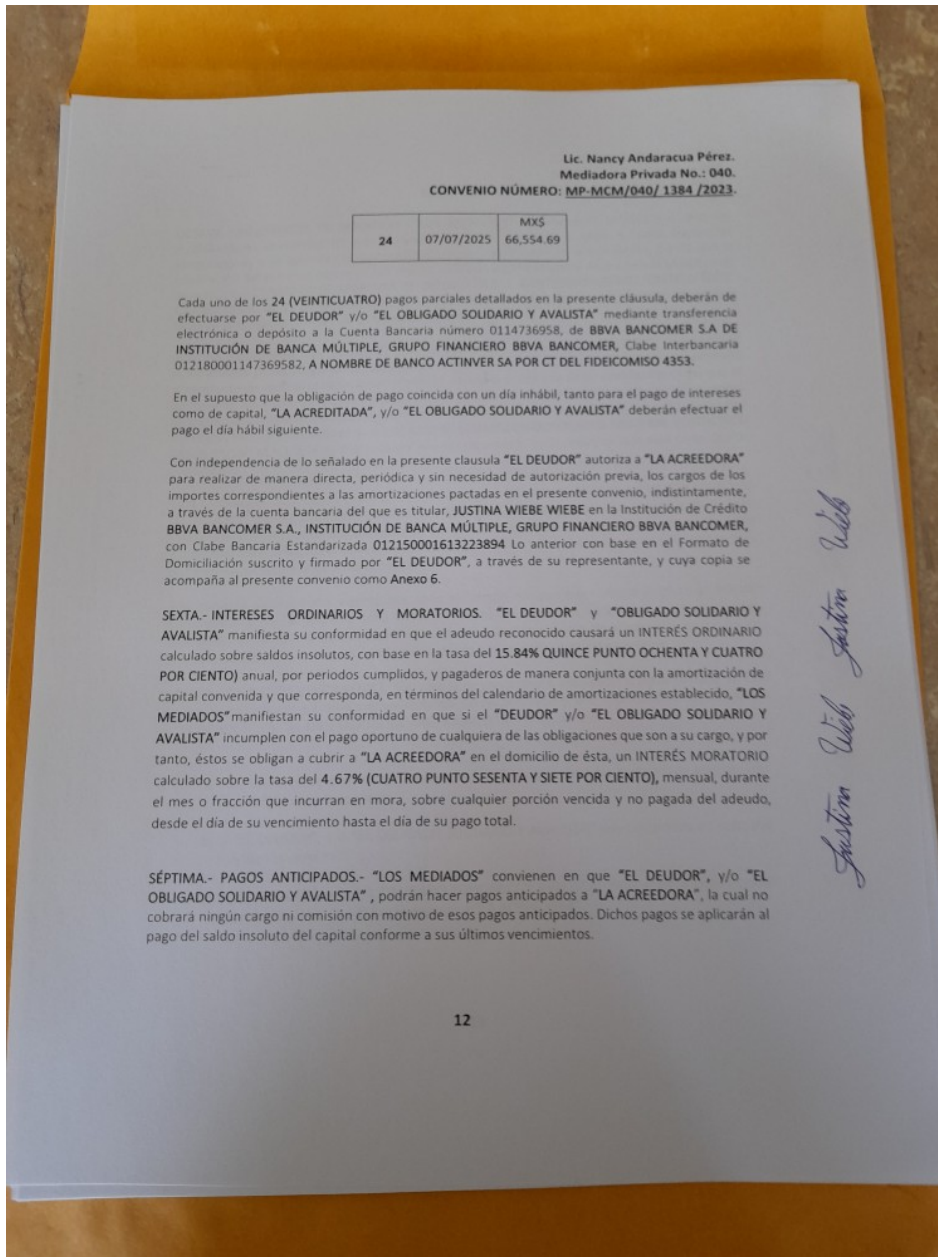 Lic. Nancy Andaracua Pérez.
Mediadora Privada No.: 040.
CONVENIO NÚMERO: MP-MCM/040/ 1384 /2023.
24 07/07/2025 MX$ 66,554.69
Cada uno de los 24 (VEINTICUATRO) pagos parciales detallados en la presente cláusula, deberán de
efectuarse por "EL DEUDOR" y/o "EL OBLIGADO SOLIDARIO Y AVALISTA" mediante transferencia
electrónica o depósito a la Cuenta Bancaria número 0114736958, de BBVA BANCOMER S.A DE
INSTITUCIÓN DE BANCA MÚLTIPLE, GRUPO FINANCIERO BBVA BANCOMER, Clabe Interbancaria
012180001147369582, A NOMBRE DE BANCO ACTINVER SA POR CT DEL FIDEICOMISO 4353.
En el supuesto que la obligación de pago coincida con un día inhábil, tanto para el pago de intereses
como de capital, "LA ACREDITADA", y/o "EL OBLIGADO SOLIDARIO Y AVALISTA" deberán efectuar el
pago el día hábil siguiente.
Con independencia de lo señalado en la presente clausula "EL DEUDOR" autoriza a "LA ACREEDORA"
para realizar de manera directa, periódica y sin necesidad de autorización previa, los cargos de los
importes correspondientes a las amortizaciones pactadas en el presente convenio, indistintamente,
a través de la cuenta bancaria del que es titular, JUSTINA WIEBE WIEBE en la Institución de Crédito
BBVA BANCOMER S.A., INSTITUCIÓN DE BANCA MÚLTIPLE, GRUPO FINANCIERO BBVA BANCOMER,
con Clabe Bancaria Estandarizada 012150001613223894 Lo anterior con base en el Formato de
Domiciliación suscrito y firmado por "EL DEUDOR", a través de su representante, y cuya copia se
acompaña al presente convenio como Anexo 6.
SEXTA.- INTERESES ORDINARIOS Y MORATORIOS. "EL DEUDOR" y "OBLIGADO SOLIDARIO Y
AVALISTA" manifiesta su conformidad en que el adeudo reconocido causará un INTERÉS ORDINARIO
calculado sobre saldos insolutos, con base en la tasa del 15.84% QUINCE PUNTO OCHENTA Y CUATRO
POR CIENTO) anual, por periodos cumplidos, y pagaderos de manera conjunta con la amortización de
capital convenida y que corresponda, en términos del calendario de amortizaciones establecido, "LOS
MEDIADOS"manifiestan su conformidad en que si el "DEUDOR" y/o "EL OBLIGADO SOLIDARIO Y
AVALISTA" incumplen con el pago oportuno de cualquiera de las obligaciones que son a su cargo, y por
tanto, éstos se obligan a cubrir a "LA ACREEDORA" en el domicilio de ésta, un INTERÉS MORATORIO
calculado sobre la tasa del 4.67% (CUATRO PUNTO SESENTA Y SIETE POR CIENTO), mensual, durante
el mes o fracción que incurran en mora, sobre cualquier porción vencida y no pagada del adeudo,
desde el día de su vencimiento hasta el día de su pago total.
SÉPTIMA.- PAGOS ANTICIPADOS.- "LOS MEDIADOS" convienen en que "EL DEUDOR", y/o "EL
OBLIGADO SOLIDARIO Y AVALISTA" , podrán hacer pagos anticipados a "LA ACREEDORA", la cual no
cobrará ningún cargo ni comisión con motivo de esos pagos anticipados. Dichos pagos se aplicarán al
pago del saldo insoluto del capital conforme a sus últimos vencimientos.
12
Justina Wieb Justina Wieb